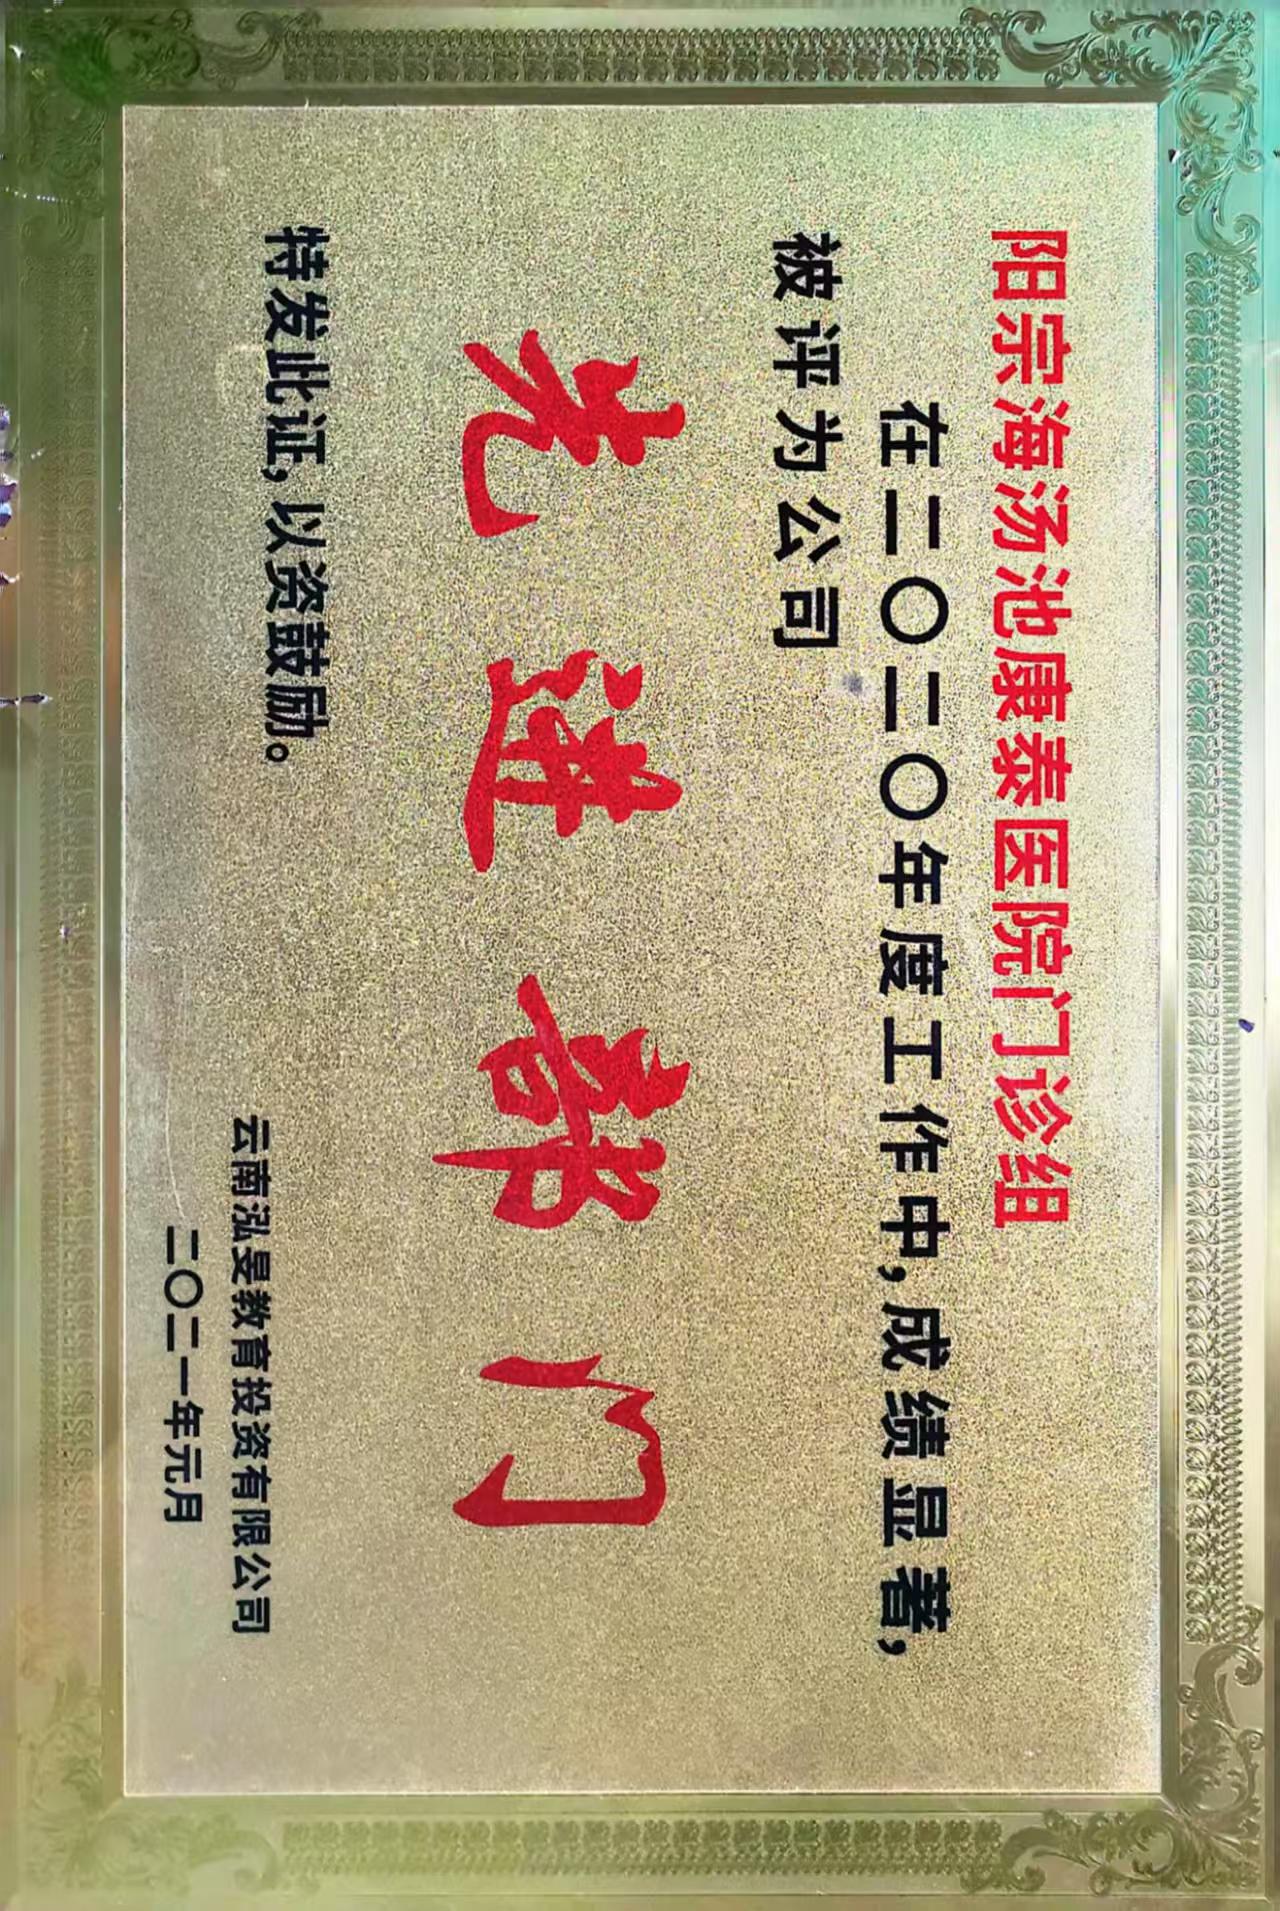 阳宗海汤池康泰医院门诊组
在二〇二〇年度工作中,成绩显著,
被评为公司
先进部门
特发此证,以资鼓励。
云南泓旻教育投资有限公司
二〇二一年元月